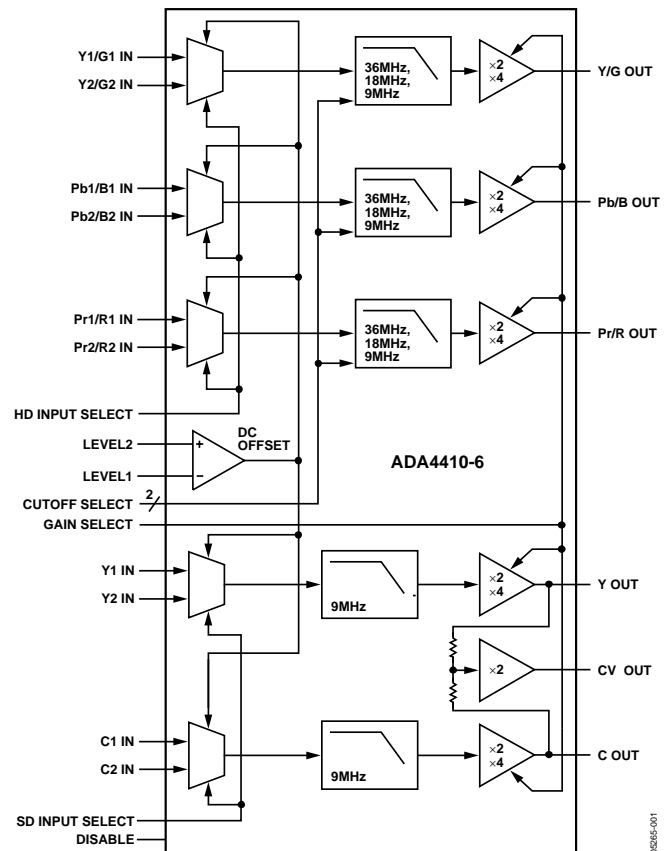 Y1/G1 IN
Y2/G2 IN
36MHz,
18MHz,
9MHz
×2
×4
Y/G OUT
Pb1/B1 IN
Pb2/B2 IN
36MHz,
18MHz,
9MHz
×2
×4
Pb/B OUT
Pr1/R1 IN
Pr2/R2 IN
36MHz,
18MHz,
9MHz
×2
×4
Pr/R OUT
HD INPUT SELECT
LEVEL2
+
DC
OFFSET
LEVEL1
–
ADA4410-6
CUTOFF SELECT
2
GAIN SELECT
Y1 IN
Y2 IN
9MHz
×2
×4
Y OUT
×2
CV OUT
C1 IN
C2 IN
9MHz
×2
×4
C OUT
SD INPUT SELECT
DISABLE
05265-001